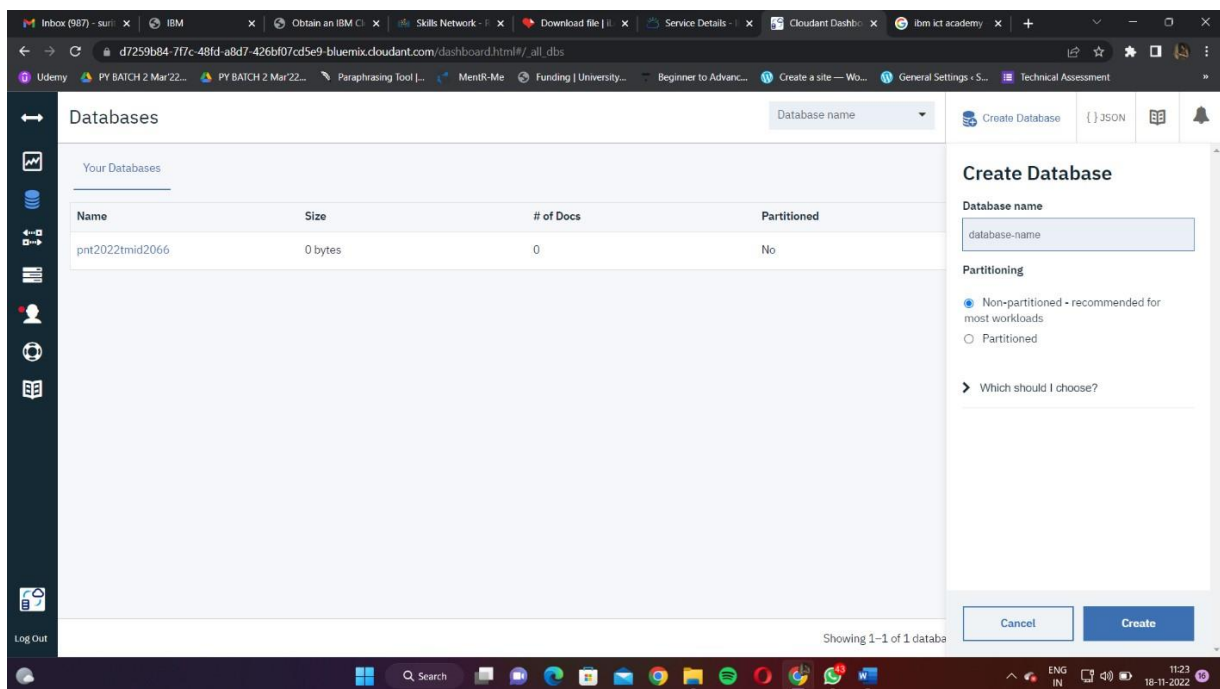 Inbox (987) - suri
IBM
Obtain an IBM Cl
Skills Network -
Download file | iL
Service Details -
Cloudant Dashbo
ibm ict academy
d7259b84-7f7c-48fd-a8d7-426bf07cd5e9-bluemix.cloudant.com/dashboard.html#/_all_dbs
Udemy
PY BATCH 2 Mar'22...
PY BATCH 2 Mar'22...
Paraphrasing Tool |...
MentR-Me
Funding | University...
Beginner to Advanc...
Create a site — Wo...
General Settings ‹ S...
Technical Assessment
»
Databases
Database name
Create Database
{ } JSON
Your Databases
Name Size # of Docs Partitioned
pnt2022tmid2066 0 bytes 0 No
Create Database
Database name
database-name
Partitioning
Non-partitioned - recommended for
most workloads
Partitioned
Which should I choose?
Cancel
Create
Log Out
Showing 1–1 of 1 databa
Search
43
ENG
IN
11:23
18-11-2022
16